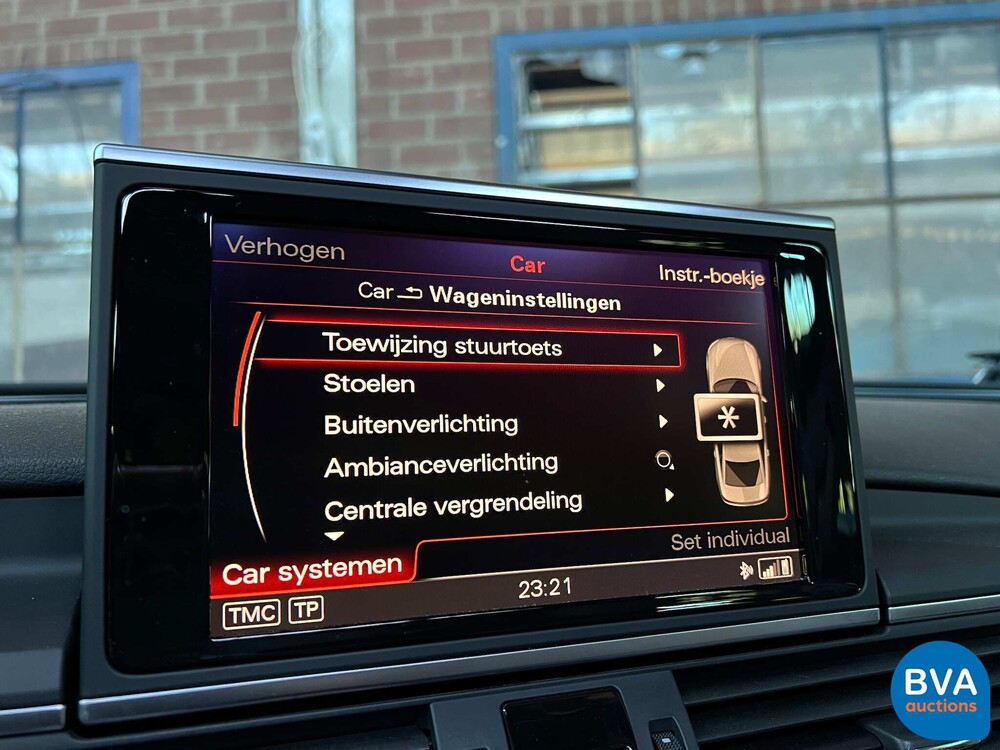 Verhogen
Car
Instr.-boekje
Car Wageninstellingen
Toewijzing stuurtoets
Stoelen
Buitenverlichting
Ambianceverlichting
Centrale vergrendeling
Set individual
Car systemen
TMC TP
23:21
BVA
auctions